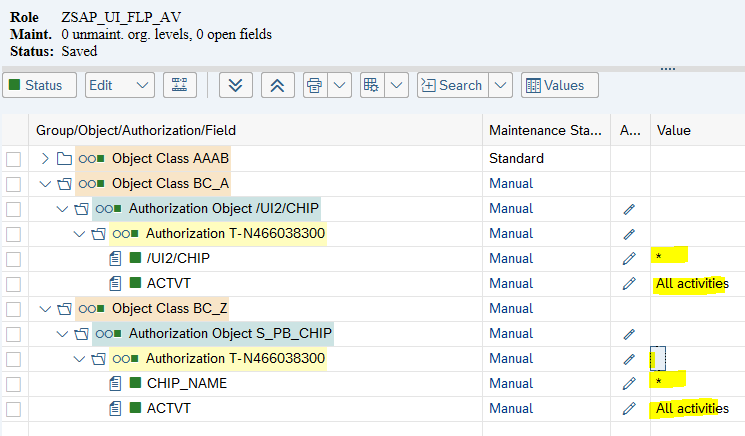 Role ZSAP_UI_FLP_AV
Maint. 0 unmaint. org. levels, 0 open fields
Status: Saved
Status Edit Search Values
Group/Object/Authorization/Field Maintenance Sta... A... Value
Object Class AAAB Standard
Object Class BC_A Manual
Authorization Object /UI2/CHIP Manual
Authorization T-N466038300 Manual
/UI2/CHIP Manual *
ACTVT Manual All activities
Object Class BC_Z Manual
Authorization Object S_PB_CHIP Manual
Authorization T-N466038300 Manual
CHIP_NAME Manual *
ACTVT Manual All activities